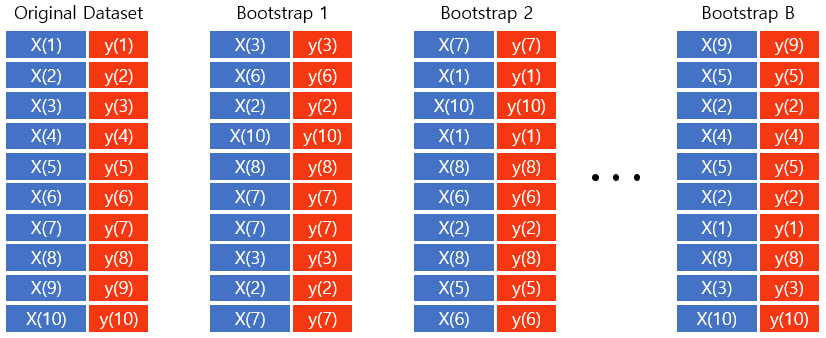 Original Dataset Bootstrap 1 Bootstrap 2 Bootstrap B
X(1) y(1) X(3) y(3) X(7) y(7) X(9) y(9)
X(2) y(2) X(6) y(6) X(1) y(1) X(5) y(5)
X(3) y(3) X(2) y(2) X(10) y(10) X(2) y(2)
X(4) y(4) X(10) y(10) X(1) y(1) X(4) y(4)
X(5) y(5) X(8) y(8) X(8) y(8) X(5) y(5)
X(6) y(6) X(7) y(7) X(6) y(6) X(2) y(2)
X(7) y(7) X(7) y(7) X(2) y(2) X(1) y(1)
X(8) y(8) X(3) y(3) X(8) y(8) X(8) y(8)
X(9) y(9) X(2) y(2) X(5) y(5) X(3) y(3)
X(10) y(10) X(7) y(7) X(6) y(6) X(10) y(10)